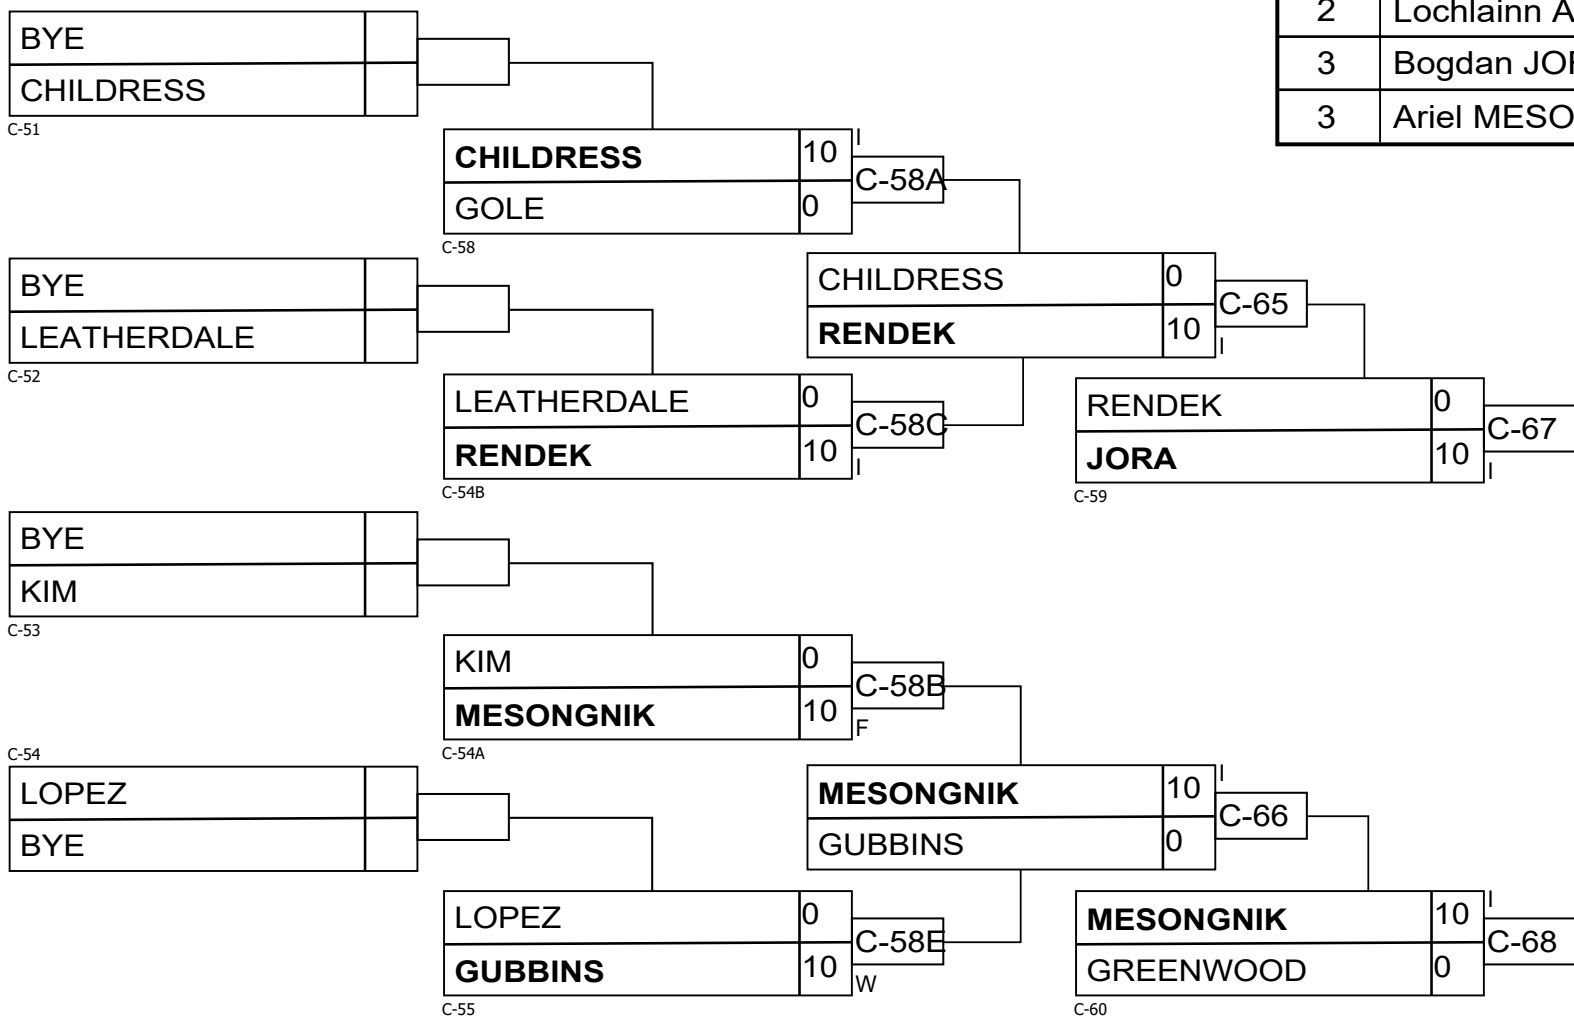 2 Lochlainn A
3 Bogdan JO
3 Ariel MESO
BYE
CHILDRESS
C-51
CHILDRESS 10 I
GOLE 0
C-58A
C-58
BYE
LEATHERDALE
C-52
LEATHERDALE 0
RENDEK 10 I
C-58C
C-54B
CHILDRESS 0
RENDEK 10 I
C-65
RENDEK 0
JORA 10 I
C-67
C-59
BYE
KIM
C-53
KIM 0
MESONGNIK 10 F
C-58B
C-54A
C-54
LOPEZ
BYE
LOPEZ 0
GUBBINS 10 W
C-58E
C-55
MESONGNIK 10 I
GUBBINS 0
C-66
MESONGNIK 10 I
GREENWOOD 0
C-68
C-60